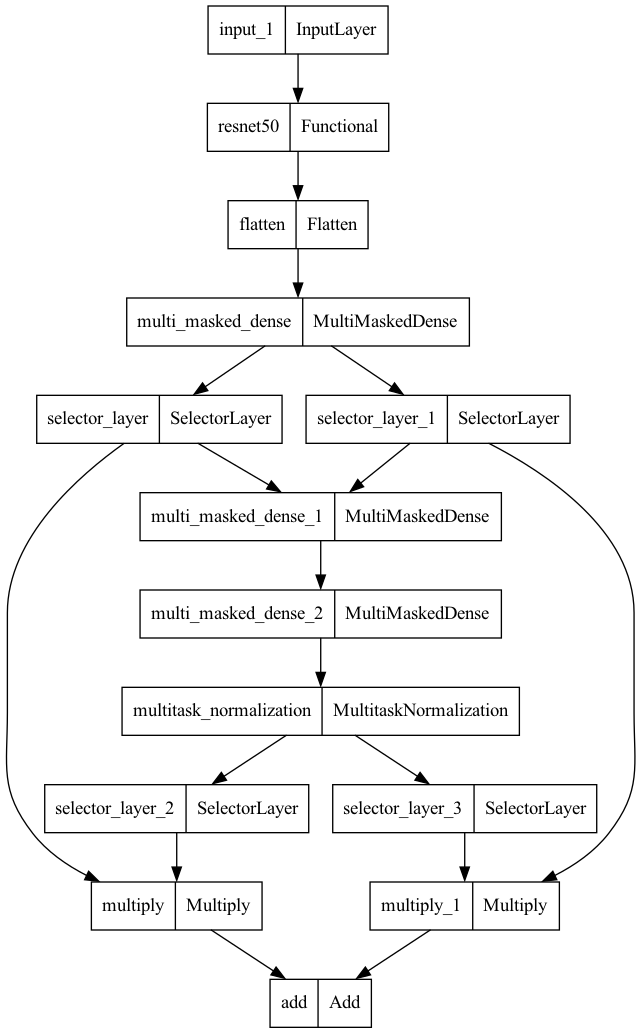 input_1 InputLayer
resnet50 Functional
flatten Flatten
multi_masked_dense MultiMaskedDense
selector_layer SelectorLayer selector_layer_1 SelectorLayer
multi_masked_dense_1 MultiMaskedDense
multi_masked_dense_2 MultiMaskedDense
multitask_normalization MultitaskNormalization
selector_layer_2 SelectorLayer selector_layer_3 SelectorLayer
multiply Multiply multiply_1 Multiply
add Add